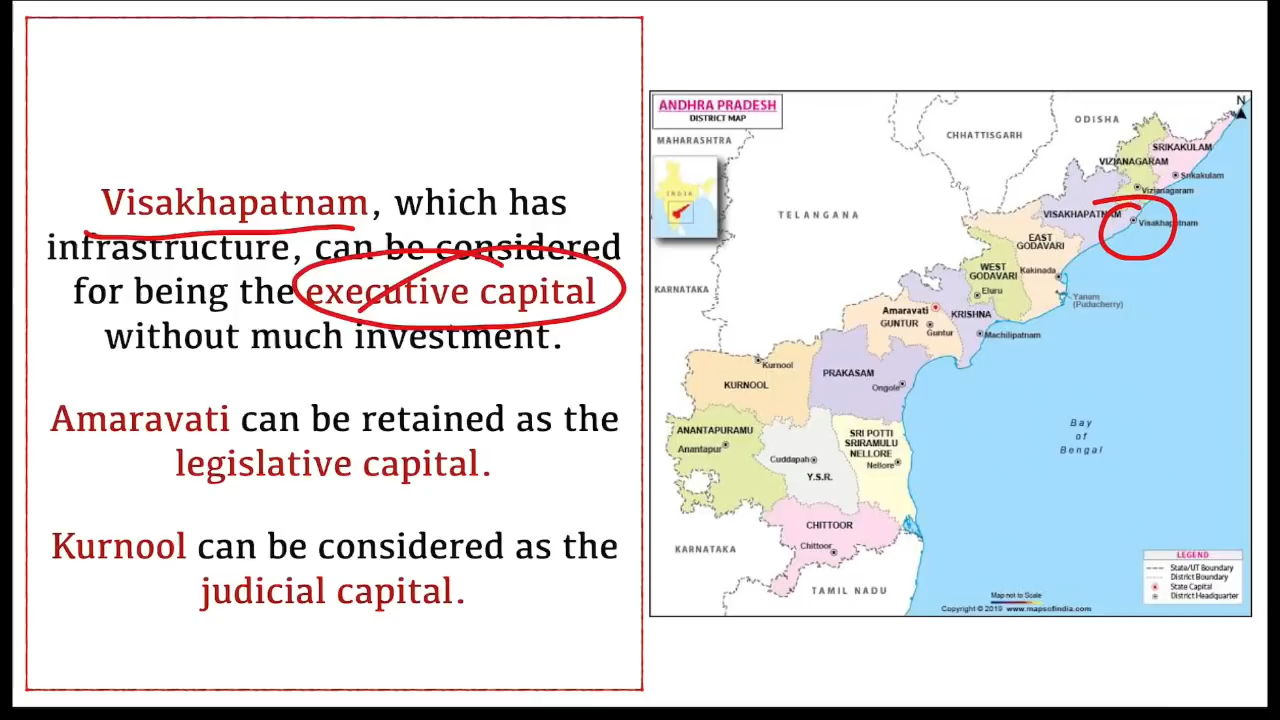 Visakhapatnam, which has
infrastructure, can be considered
for being the executive capital
without much investment.
Amaravati can be retained as the
legislative capital.
Kurnool can be considered as the
judicial capital.
ANDHRA PRADESH
DISTRICT MAP
N
MAHARASHTRA
INDIA
ODISHA
CHHATTISGARH
SRIKAKULAM
VIZIANAGARAM
Srikakulam
Vizianagaram
TELANGANA
VISAKHAPATNAM
Visakhapatnam
EAST
GODAVARI
WEST
GODAVARI
Kakinada
KARNATAKA
Eluru
Yanam
(Puducherry)
Amaravati
KRISHNA
GUNTUR
Guntur
Machilipatnam
Kurnool
PRAKASAM
KURNOOL
Ongole
ANANTAPURAMU
Anantapur
SRI POTTI
SRIRAMULU
NELLORE
Nellore
Cuddapah
Y.S.R.
Bay
of
Bengal
CHITTOOR
Chittoor
KARNATAKA
TAMIL NADU
LEGEND
State/UT Boundary
District Boundary
State Capital
District Headquarter
Map not to Scale
Copyright © 2019 www.mapsofindia.com